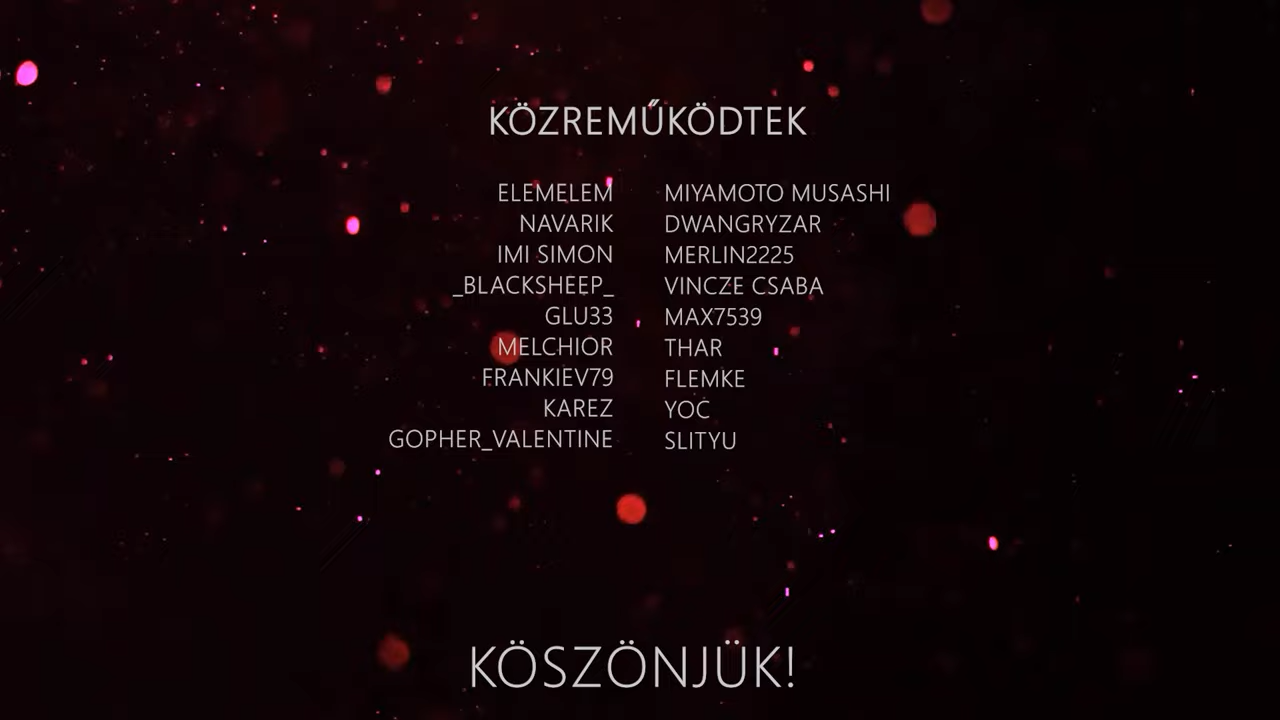 KÖZREMŰKÖDTEK
ELEMELEM MIYAMOTO MUSASHI
NAVARIK DWANGRYZAR
IMI SIMON MERLIN2225
_BLACKSHEEP_ VINCZE CSABA
GLU33 MAX7539
MELCHIOR THAR
FRANKIEV79 FLEMKE
KAREZ YOC
GOPHER_VALENTINE SLITYU
KÖSZÖNJÜK!